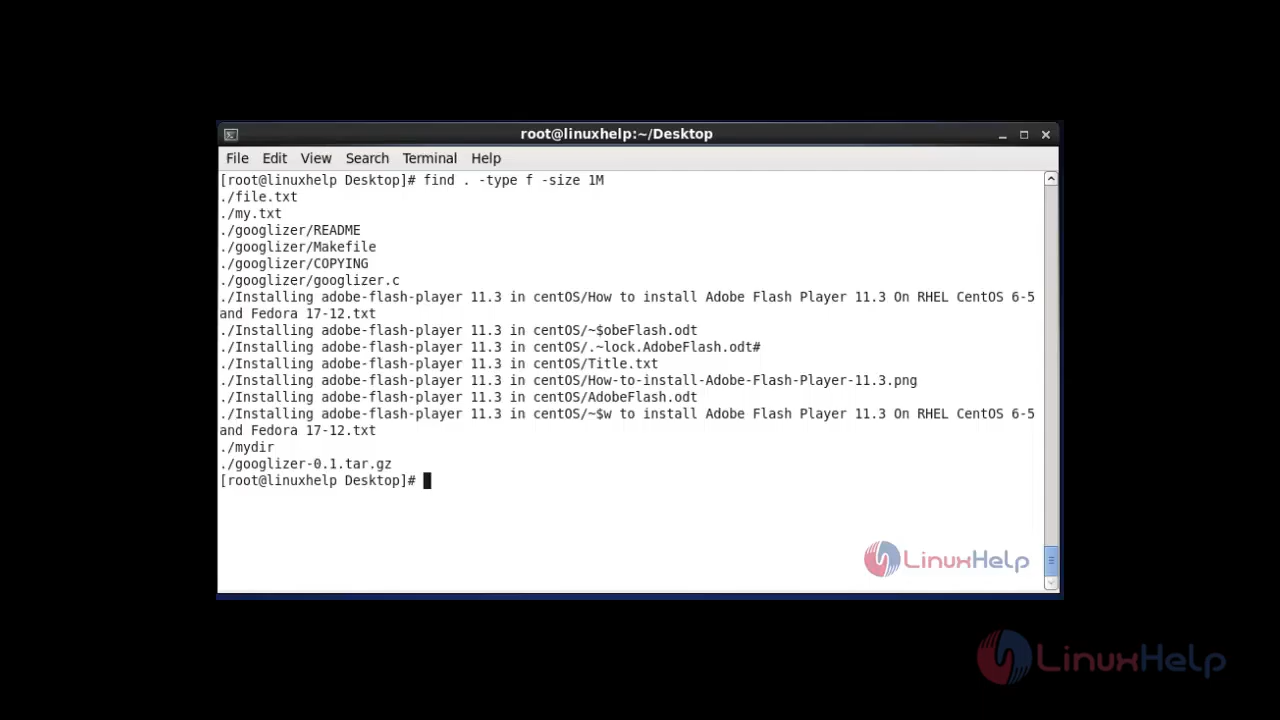 root@linuxhelp:~/Desktop
File Edit View Search Terminal Help
[root@linuxhelp Desktop]# find . -type f -size 1M
./file.txt
./my.txt
./googlizer/README
./googlizer/Makefile
./googlizer/COPYING
./googlizer/googlizer.c
./Installing adobe-flash-player 11.3 in centOS/How to install Adobe Flash Player 11.3 On RHEL CentOS 6-5
and Fedora 17-12.txt
./Installing adobe-flash-player 11.3 in centOS/~$obeFlash.odt
./Installing adobe-flash-player 11.3 in centOS/.~lock.AdobeFlash.odt#
./Installing adobe-flash-player 11.3 in centOS/Title.txt
./Installing adobe-flash-player 11.3 in centOS/How-to-install-Adobe-Flash-Player-11.3.png
./Installing adobe-flash-player 11.3 in centOS/AdobeFlash.odt
./Installing adobe-flash-player 11.3 in centOS/~$w to install Adobe Flash Player 11.3 On RHEL CentOS 6-5
and Fedora 17-12.txt
./mydir
./googlizer-0.1.tar.gz
[root@linuxhelp Desktop]#
LinuxHelp
LinuxHelp